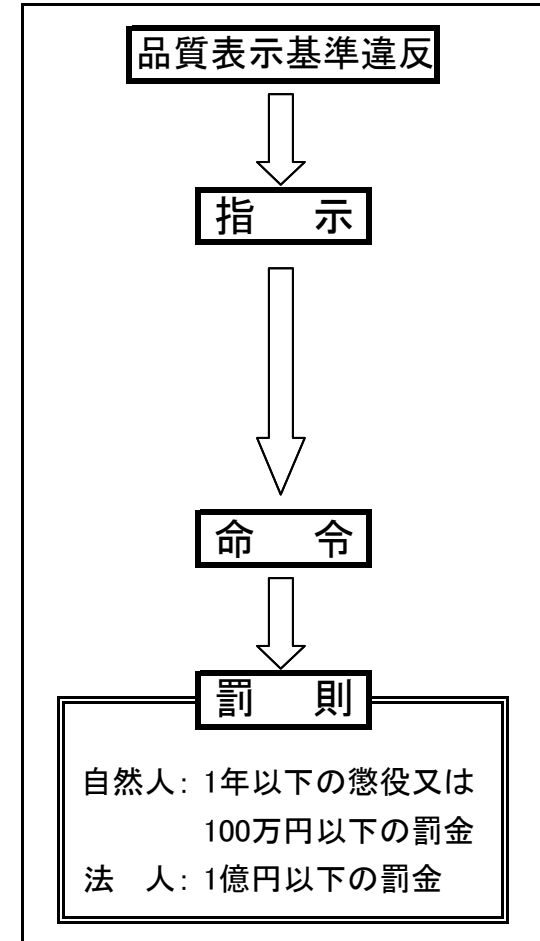 品質表示基準違反
指　示
命　令
罰　則
自然人：1年以下の懲役又は
100万円以下の罰金
法　人：1億円以下の罰金